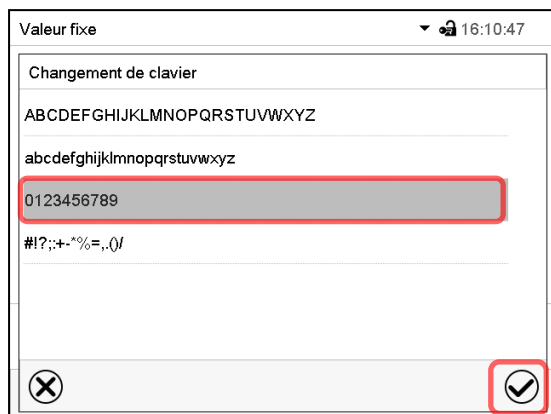 Valeur fixe 16:10:47
Changement de clavier
ABCDEFGHIJKLMNOPQRSTUVWXYZ
abcdefghijklmnopqrstuvwxyz
0123456789
#!?;:+-*%=,.()/